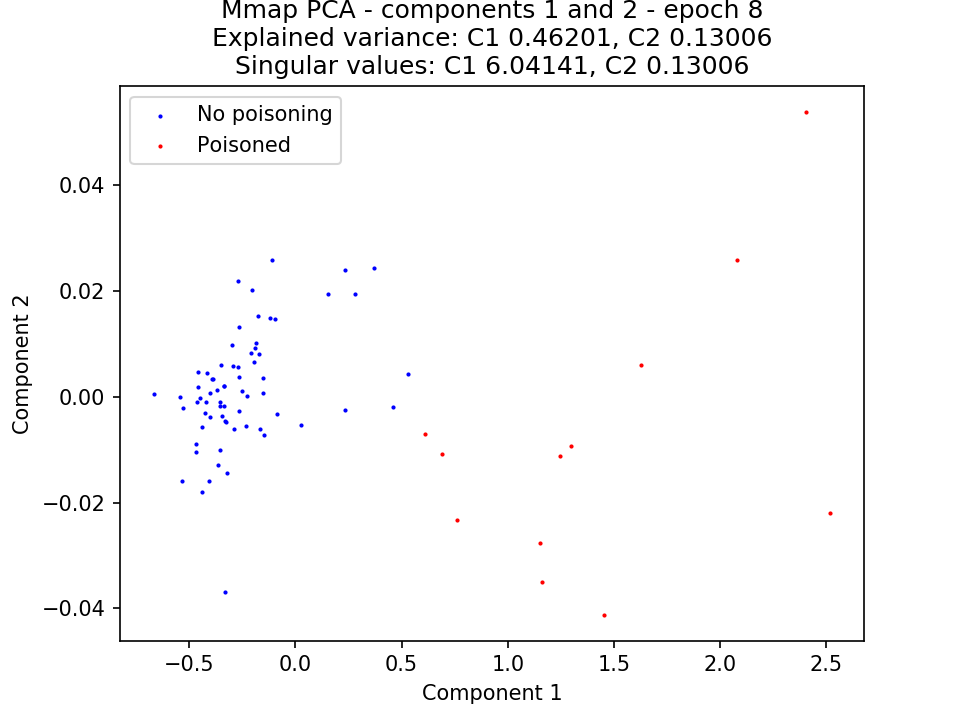 Mmap PCA - components 1 and 2 - epoch 8
Explained variance: C1 0.46201, C2 0.13006
Singular values: C1 6.04141, C2 0.13006
No poisoning
Poisoned
0.04
0.02
0.00
−0.02
−0.04
Component 2
−0.5
0.0
0.5
1.0
1.5
2.0
2.5
Component 1